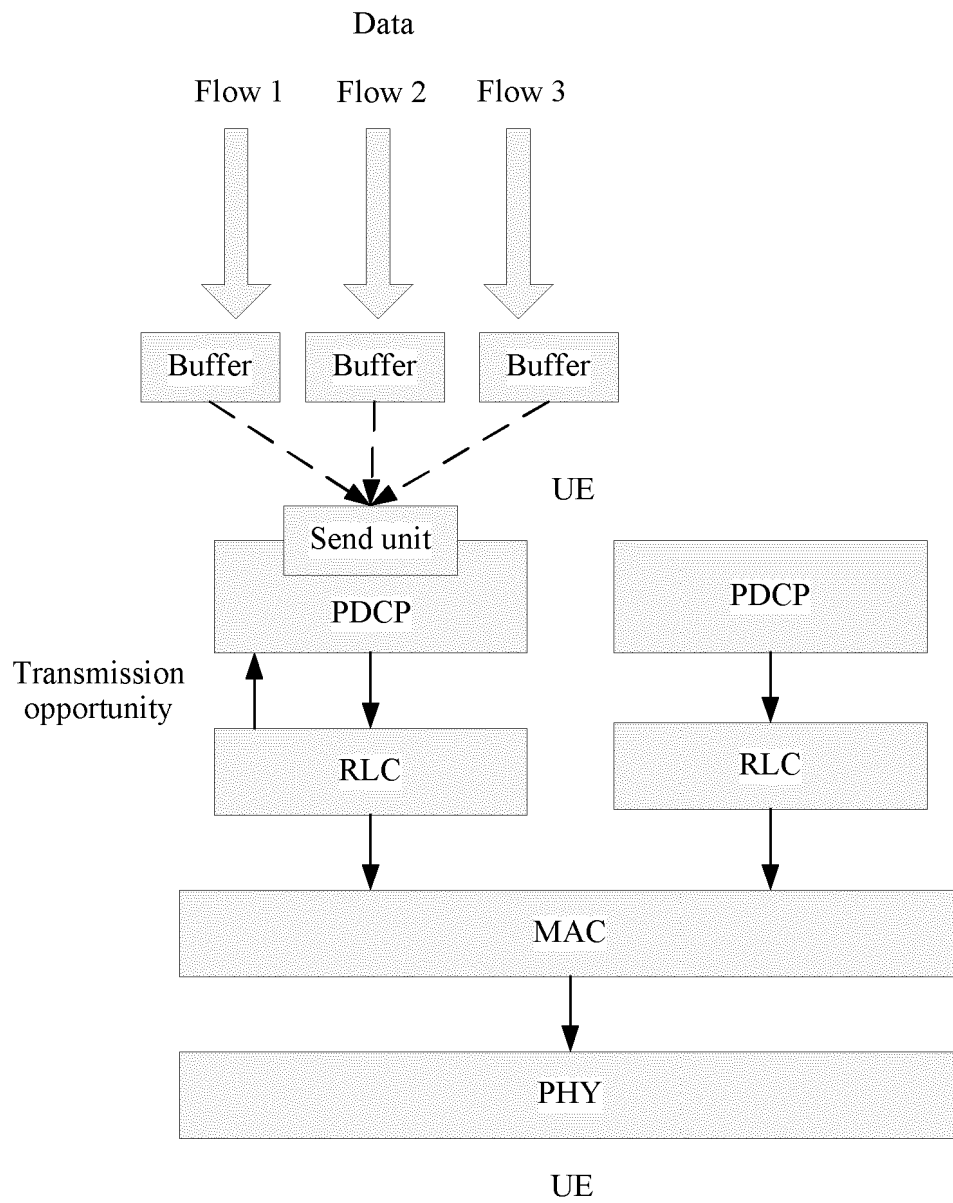 Data
Flow 1
Flow 2
Flow 3
Buffer
Buffer
Buffer
UE
Send unit
PDCP
PDCP
Transmission
opportunity
RLC
RLC
MAC
PHY
UE